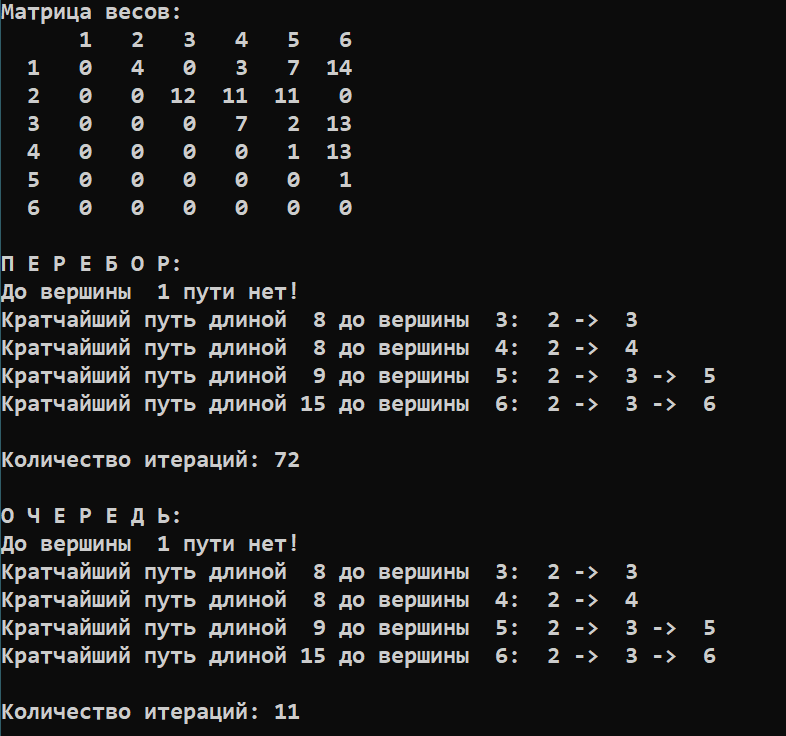 Матрица весов:
1 2 3 4 5 6
1 0 4 0 3 7 14
2 0 0 12 11 11 0
3 0 0 0 7 2 13
4 0 0 0 0 1 13
5 0 0 0 0 0 1
6 0 0 0 0 0 0
П Е Р Е Б О Р:
До вершины 1 пути нет!
Кратчайший путь длиной 8 до вершины 3: 2 -> 3
Кратчайший путь длиной 8 до вершины 4: 2 -> 4
Кратчайший путь длиной 9 до вершины 5: 2 -> 3 -> 5
Кратчайший путь длиной 15 до вершины 6: 2 -> 3 -> 6
Количество итераций: 72
О Ч Е Р Е Д Ь:
До вершины 1 пути нет!
Кратчайший путь длиной 8 до вершины 3: 2 -> 3
Кратчайший путь длиной 8 до вершины 4: 2 -> 4
Кратчайший путь длиной 9 до вершины 5: 2 -> 3 -> 5
Кратчайший путь длиной 15 до вершины 6: 2 -> 3 -> 6
Количество итераций: 11